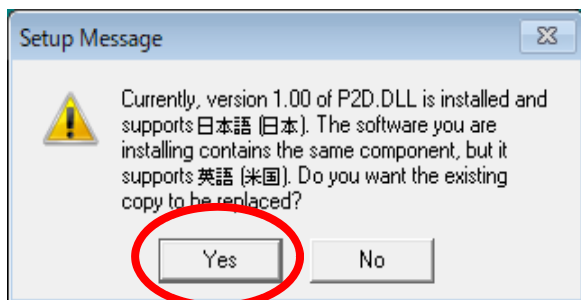 Setup Message
Currently, version 1.00 of P2D.DLL is installed and
supports 日本語 (日本). The software you are
installing contains the same component, but it
supports 英語 (米国). Do you want the existing
copy to be replaced?
Yes
No